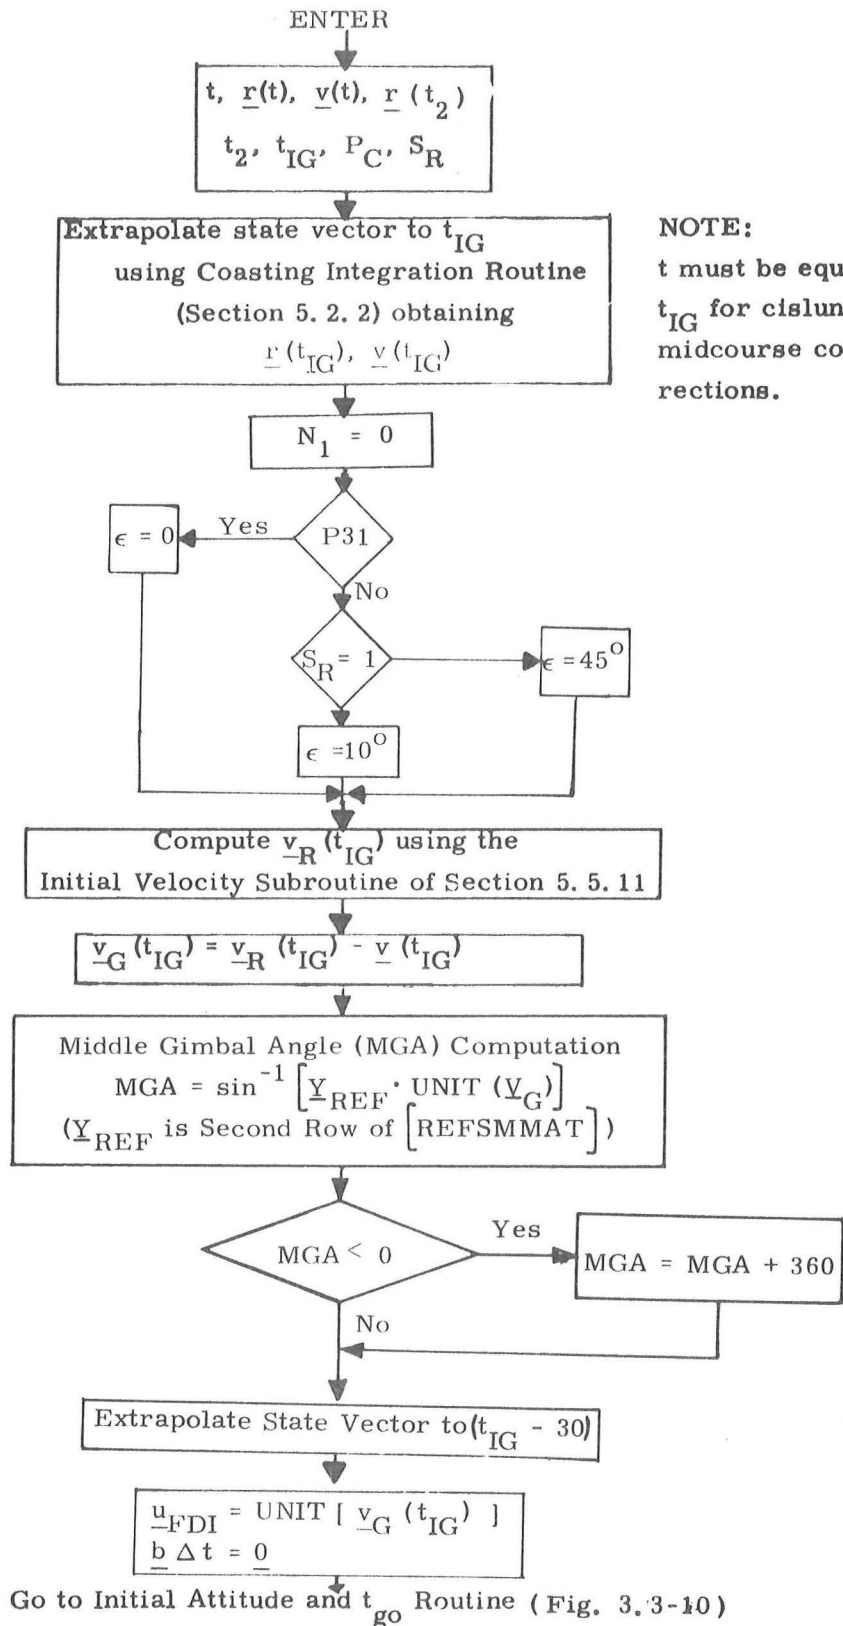 ENTER
t, r(t), v(t), r (t2)
t2, tIG, PC, SR
Extrapolate state vector to tIG
using Coasting Integration Routine
(Section 5. 2. 2) obtaining
r(tIG), v(tIG)
NOTE:
t must be equ
tIG for cislun
midcourse co
rections.
N1 = 0
P31
Yes
ϵ = 0
No
SR = 1
ϵ = 45°
ϵ = 10°
Compute vR(tIG) using the
Initial Velocity Subroutine of Section 5. 5. 11
vG(tIG) = vR (tIG) - v (tIG)
Middle Gimbal Angle (MGA) Computation
MGA = sin-1 [YREF · UNIT (VG)]
(YREF is Second Row of [REFSMMAT])
MGA < 0
Yes
MGA = MGA + 360
No
Extrapolate State Vector to (tIG - 30)
uFDI = UNIT [ vG (tIG) ]
b Δt = 0
Go to Initial Attitude and tgo Routine (Fig. 3.3-10)